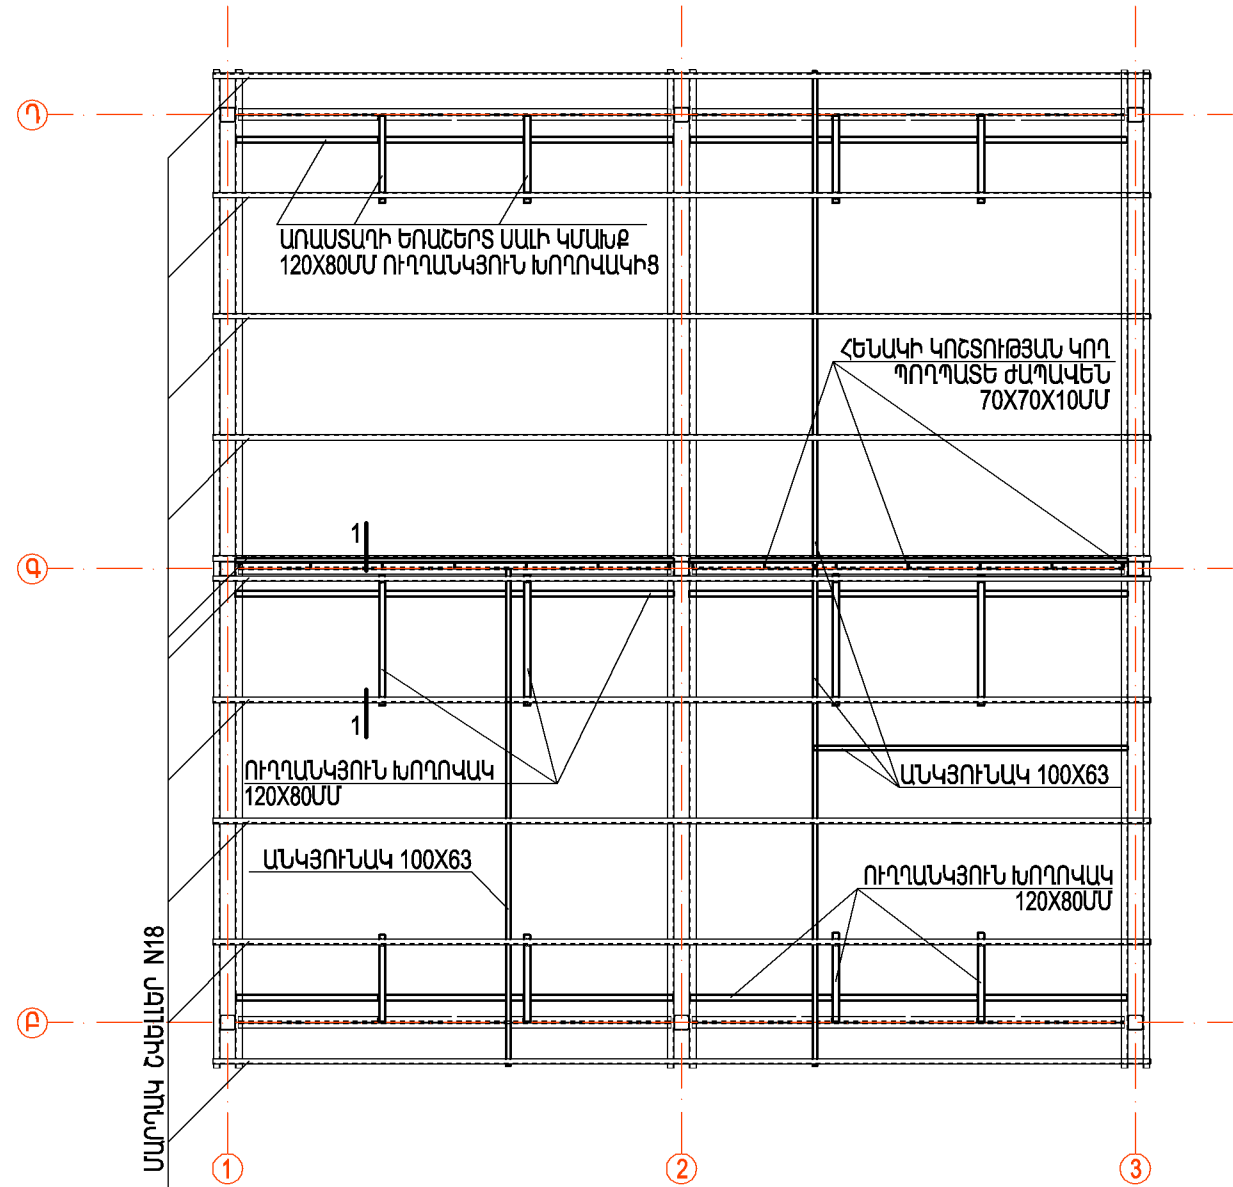 Դ
ԱՌԱՍՏԱՂԻ ԵՌԱՇԵՐՏ ՍԱԼԻ ԿՄԱԽՔ
120X80ՄՄ ՈՒՂՂԱՆԿՅՈՒՆ ԽՈՂՈՎԱԿԻՑ
ՀԵՆԱԿԻ ԿՈՇՏՈՒԹՅԱՆ ԿՈՂ
ՊՈՂՊԱՏԵ ԺԱՊԱՎԵՆ
70X70X10ՄՄ
1
Գ
1
ՈՒՂՂԱՆԿՅՈՒՆ ԽՈՂՈՎԱԿ
120X80ՄՄ
ԱՆԿՅՈՒՆԱԿ 100X63
ԱՆԿՅՈՒՆԱԿ 100X63
ՈՒՂՂԱՆԿՅՈՒՆ ԽՈՂՈՎԱԿ
120X80ՄՄ
ՄԱՐԴԱԿ ՇՎԵԼԼԵՐ N18
Բ
1
2
3